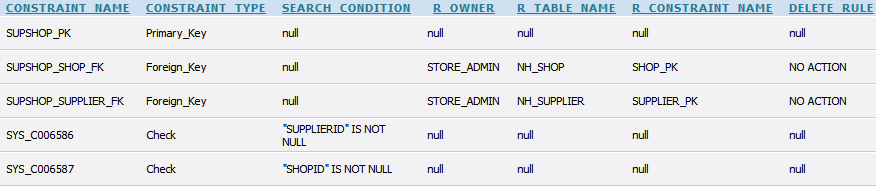 CONSTRAINT_NAME CONSTRAINT_TYPE SEARCH_CONDITION R_OWNER R_TABLE_NAME R_CONSTRAINT_NAME DELETE_RULE
SUPSHOP_PK Primary_Key null null null null null
SUPSHOP_SHOP_FK Foreign_Key null STORE_ADMIN NH_SHOP SHOP_PK NO ACTION
SUPSHOP_SUPPLIER_FK Foreign_Key null STORE_ADMIN NH_SUPPLIER SUPPLIER_PK NO ACTION
SYS_C006586 Check "SUPPLIERID" IS NOT NULL null null null null
SYS_C006587 Check "SHOPID" IS NOT NULL null null null null